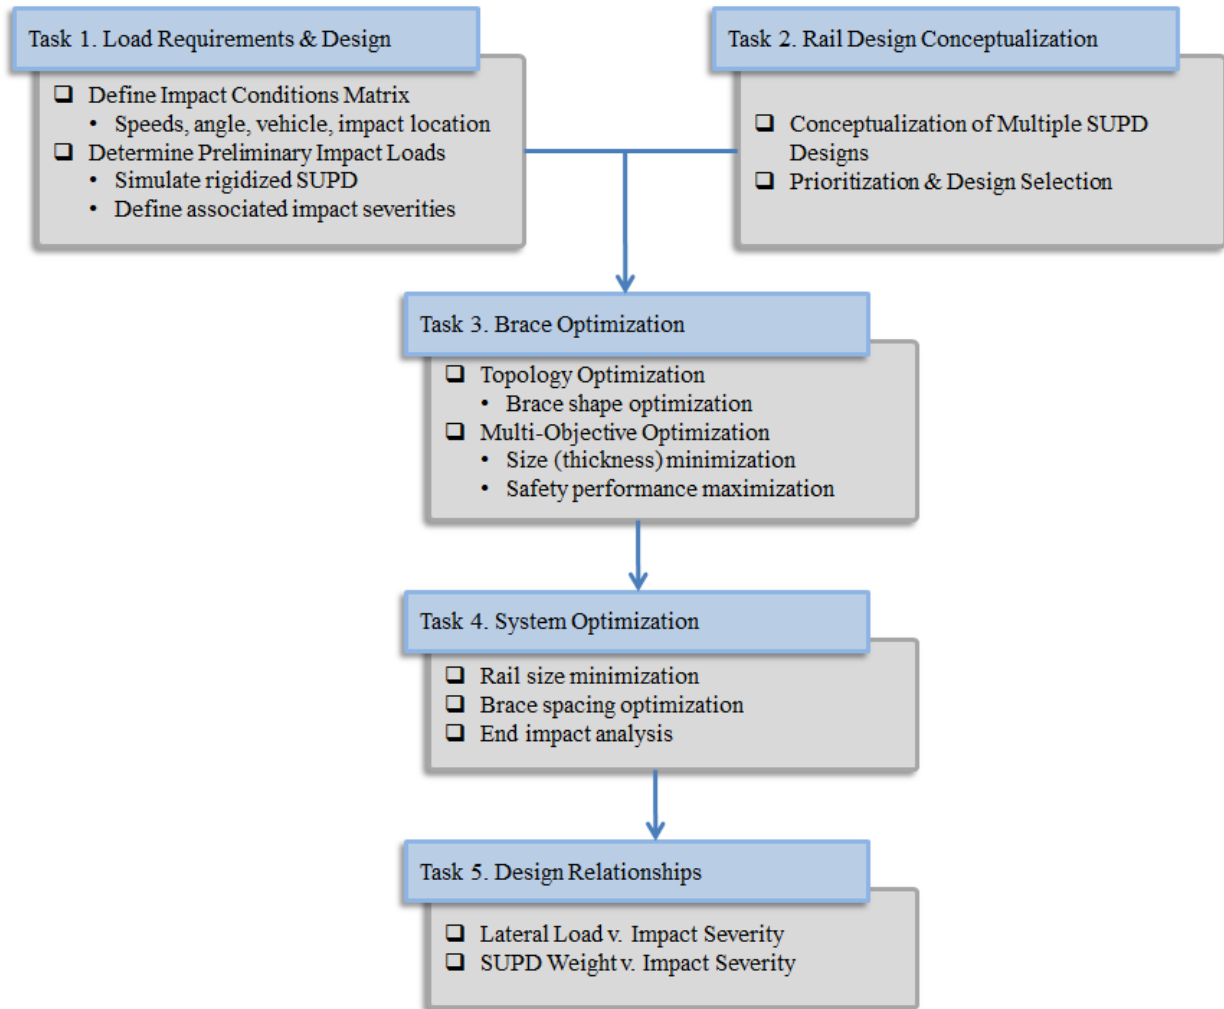 Task 1. Load Requirements & Design
❑ Define Impact Conditions Matrix
• Speeds, angle, vehicle, impact location
❑ Determine Preliminary Impact Loads
• Simulate rigidized SUPD
• Define associated impact severities
Task 2. Rail Design Conceptualization
❑ Conceptualization of Multiple SUPD
Designs
❑ Prioritization & Design Selection
Task 3. Brace Optimization
❑ Topology Optimization
• Brace shape optimization
❑ Multi-Objective Optimization
• Size (thickness) minimization
• Safety performance maximization
Task 4. System Optimization
❑ Rail size minimization
❑ Brace spacing optimization
❑ End impact analysis
Task 5. Design Relationships
❑ Lateral Load v. Impact Severity
❑ SUPD Weight v. Impact Severity